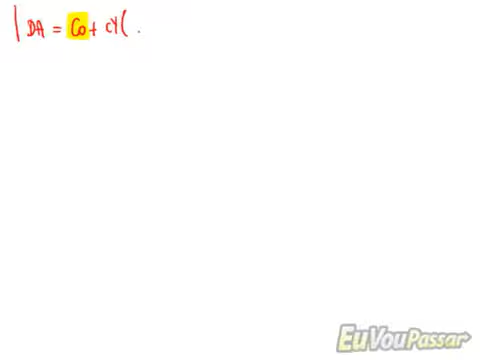 | DA = Co + cY( .
EuVouPassar